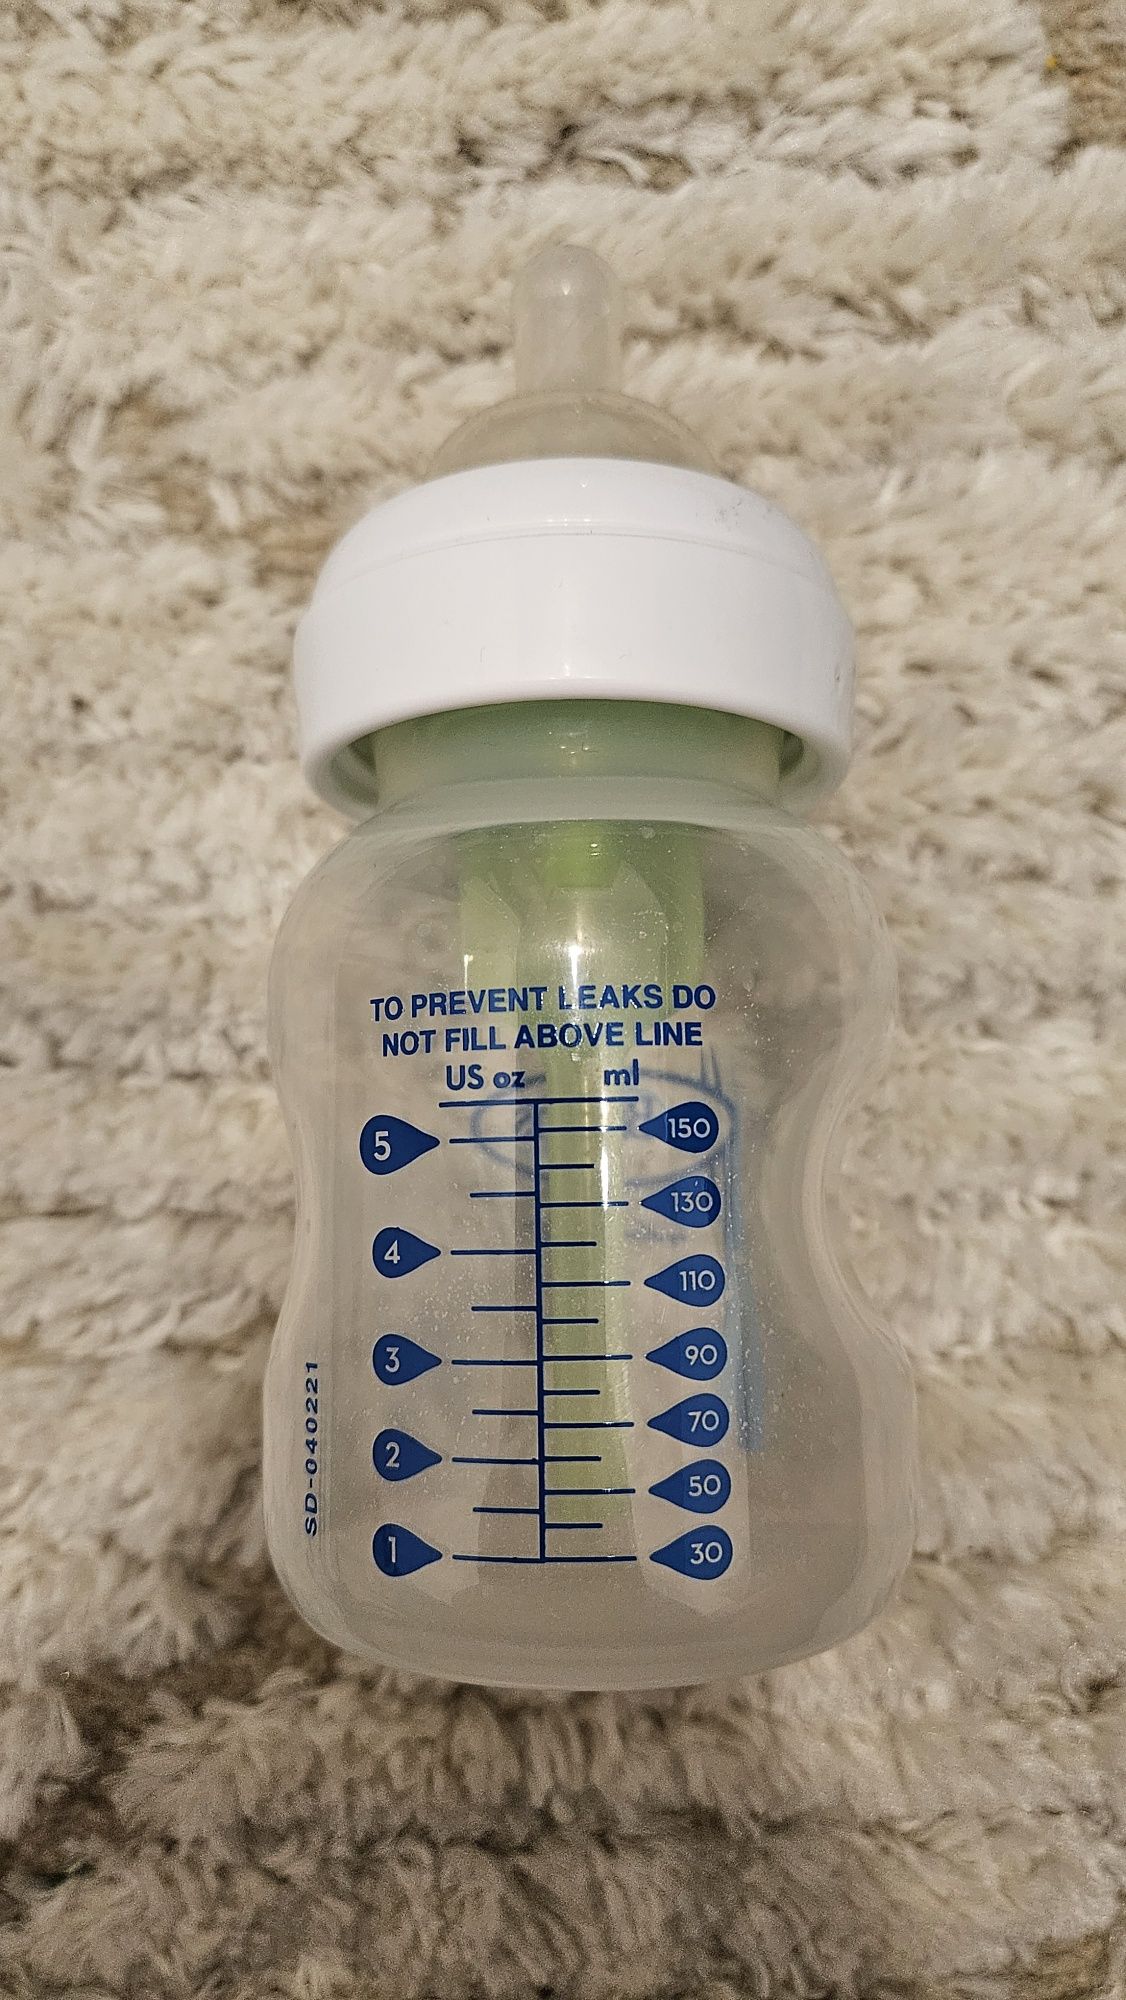 TO PREVENT LEAKS DO
NOT FILL ABOVE LINE
US oz ml
5 150
130
4
110
3 90
70
2
50
1 30
SD-040221